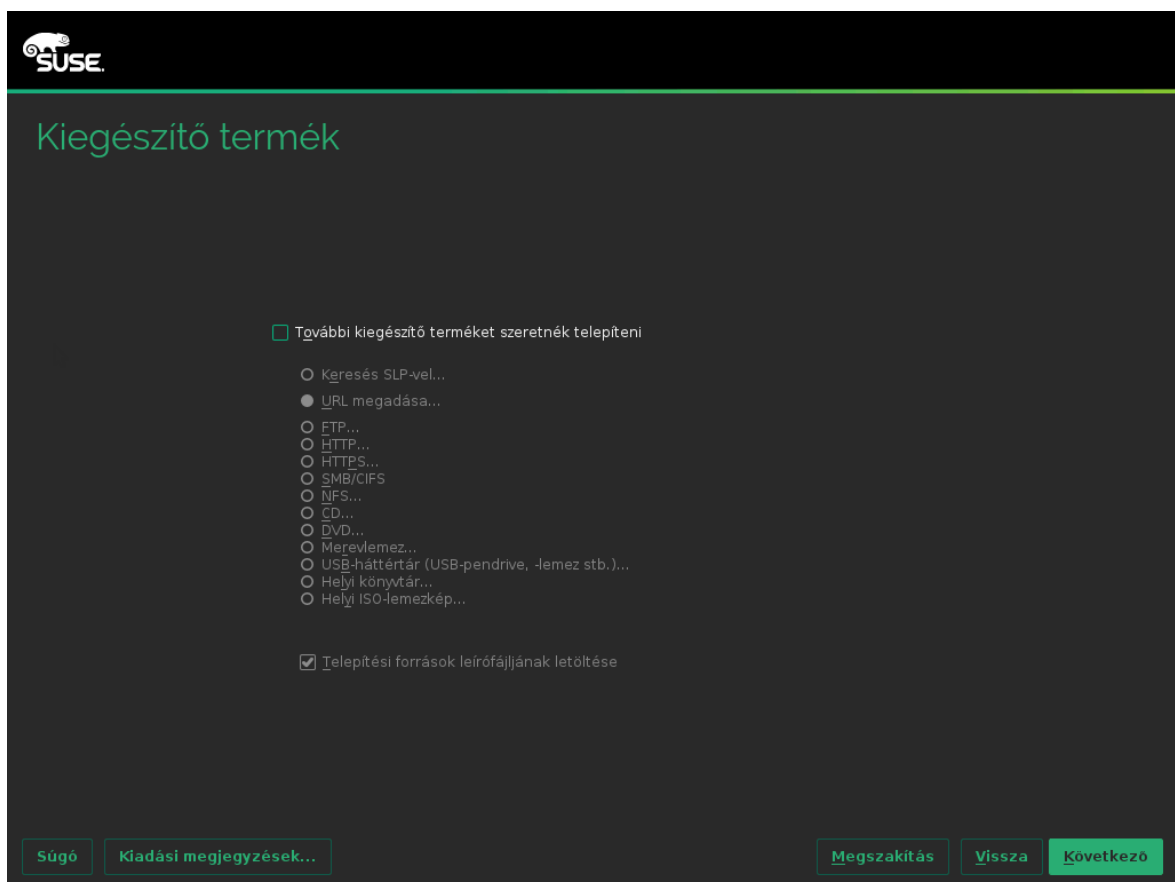 SUSE.
Kiegészítő termék
További kiegészítő terméket szeretnék telepíteni
Keresés SLP-vel...
URL megadása...
FTP...
HTTP...
HTTPS...
SMB/CIFS
NFS...
CD...
DVD...
Merevlemez...
USB-háttértár (USB-pendrive, -lemez stb.)...
Helyi könyvtár...
Helyi ISO-lemezkép...
Telepítési források leírófájljának letöltése
Súgó Kiadási megjegyzések... Megszakítás Vissza Következő